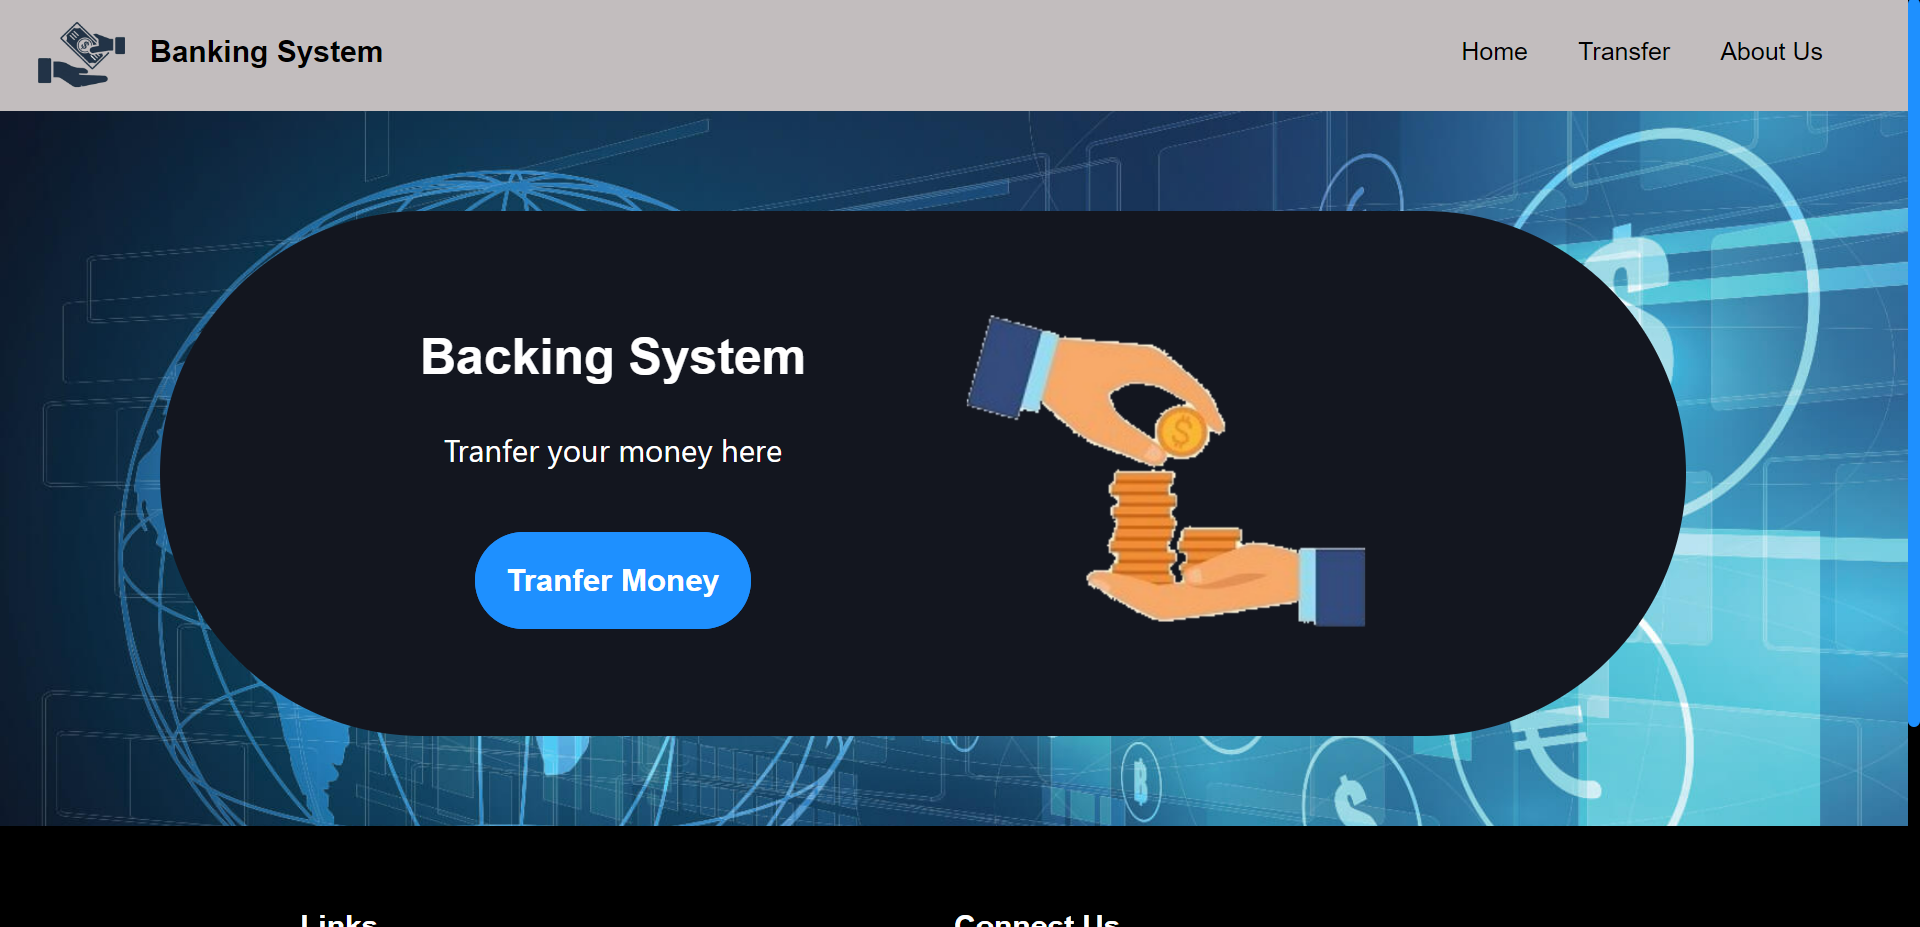 Banking System
Home
Transfer
About Us
Backing System
Tranfer your money here
Tranfer Money
Links
Connect Us